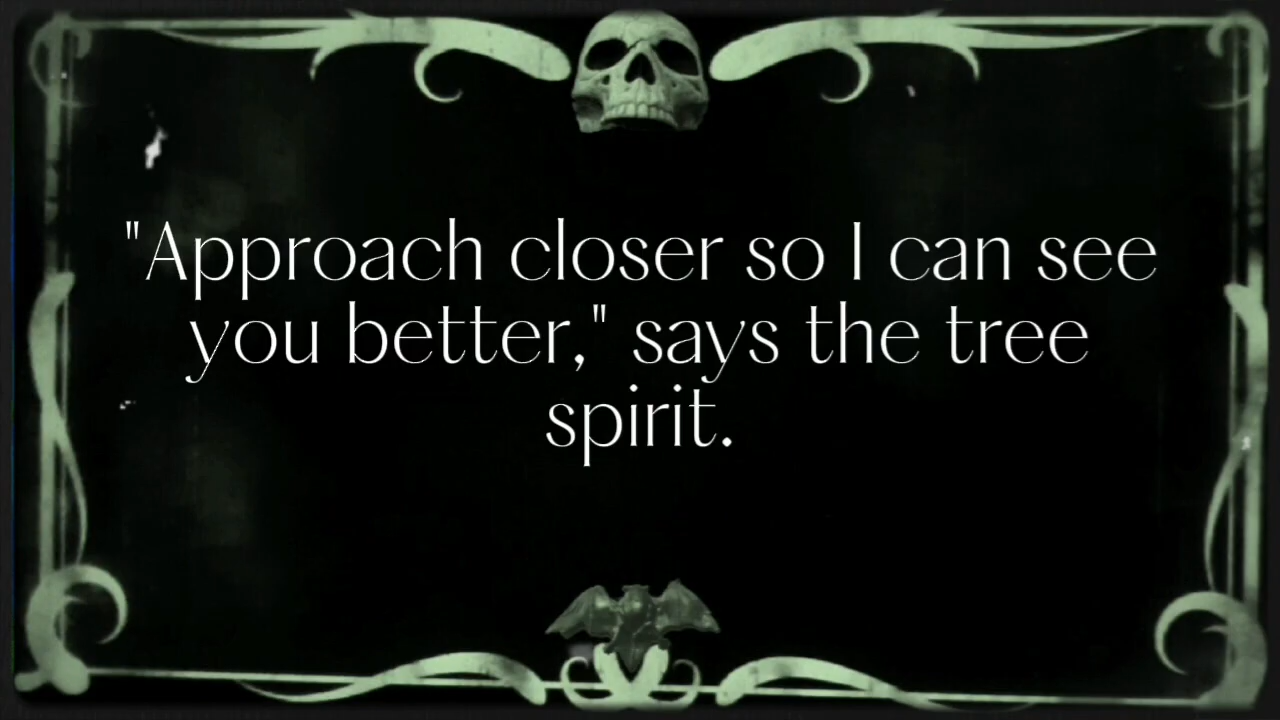 "Approach closer so I can see
you better," says the tree
spirit.